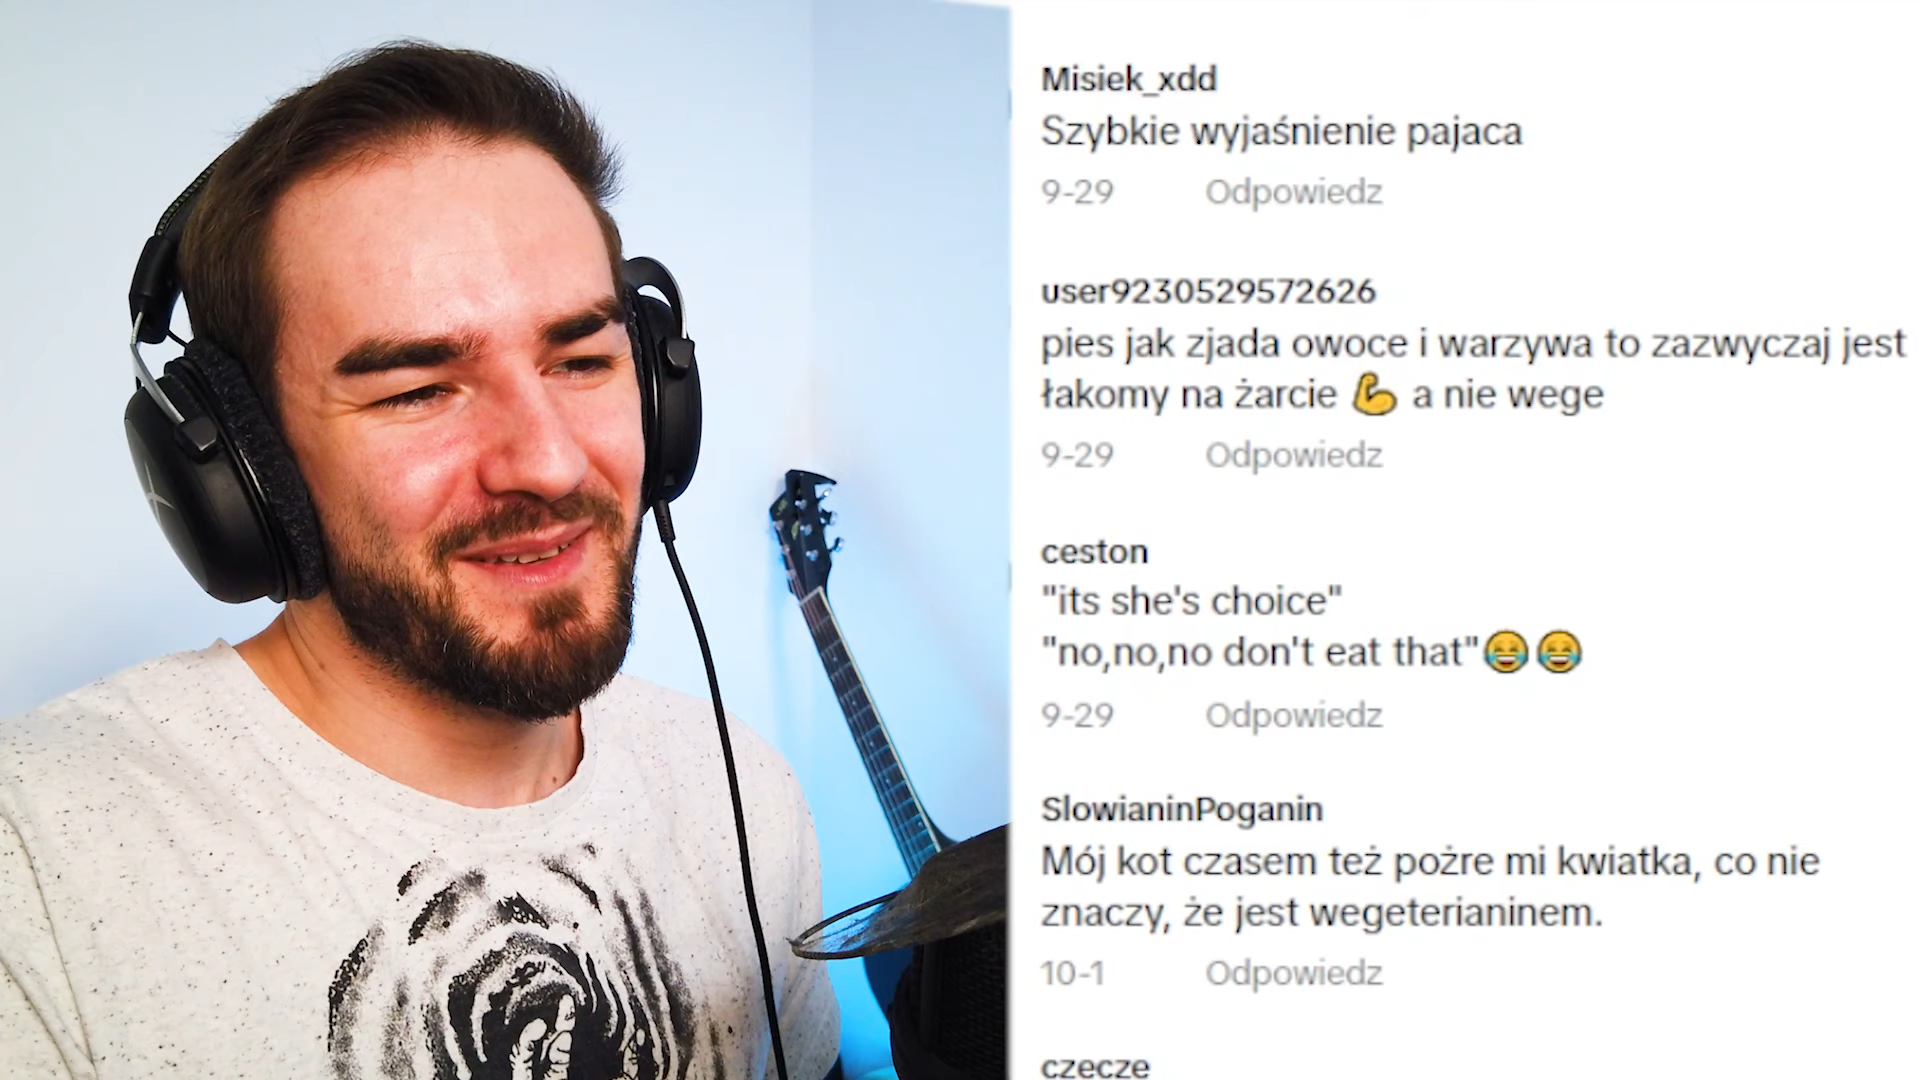 Misiek_xdd
Szybkie wyjaśnienie pajaca
9-29 Odpowiedz
user9230529572626
pies jak zjada owoce i warzywa to zazwyczaj jest
łakomy na żarcie 💪 a nie wege
9-29 Odpowiedz
ceston
"its she's choice"
"no,no,no don't eat that"😂😂
9-29 Odpowiedz
SlowianinPoganin
Mój kot czasem też pożre mi kwiatka, co nie
znaczy, że jest wegeterianinem.
10-1 Odpowiedz
czecze